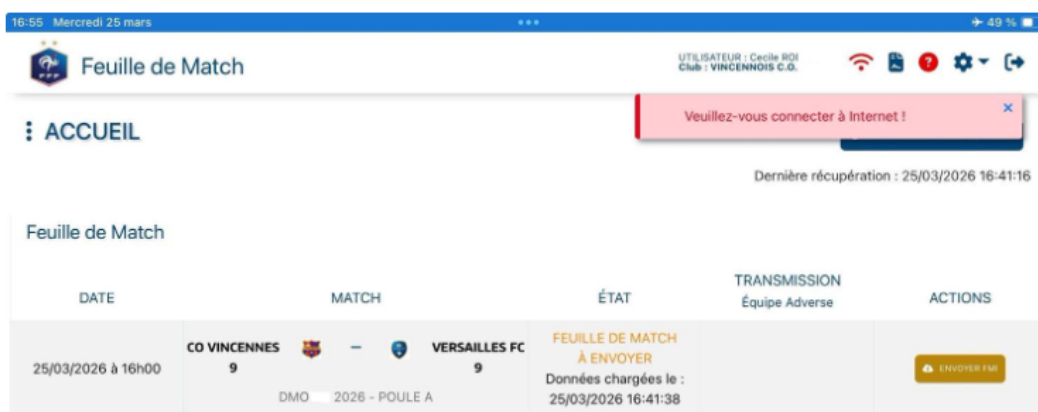 16:55 Mercredi 25 mars
49 %
Feuille de Match
UTILISATEUR : Cecile ROI
Club : VINCENNOIS C.O.
Veuillez-vous connecter à Internet !
ACCUEIL
Dernière récupération : 25/03/2026 16:41:16
Feuille de Match
DATE MATCH ÉTAT TRANSMISSION Équipe Adverse ACTIONS
25/03/2026 à 16h00
CO VINCENNES 9 – VERSAILLES FC 9
DMO 2026 - POULE A
FEUILLE DE MATCH
À ENVOYER
Données chargées le :
25/03/2026 16:41:38
ENVOYER FMI